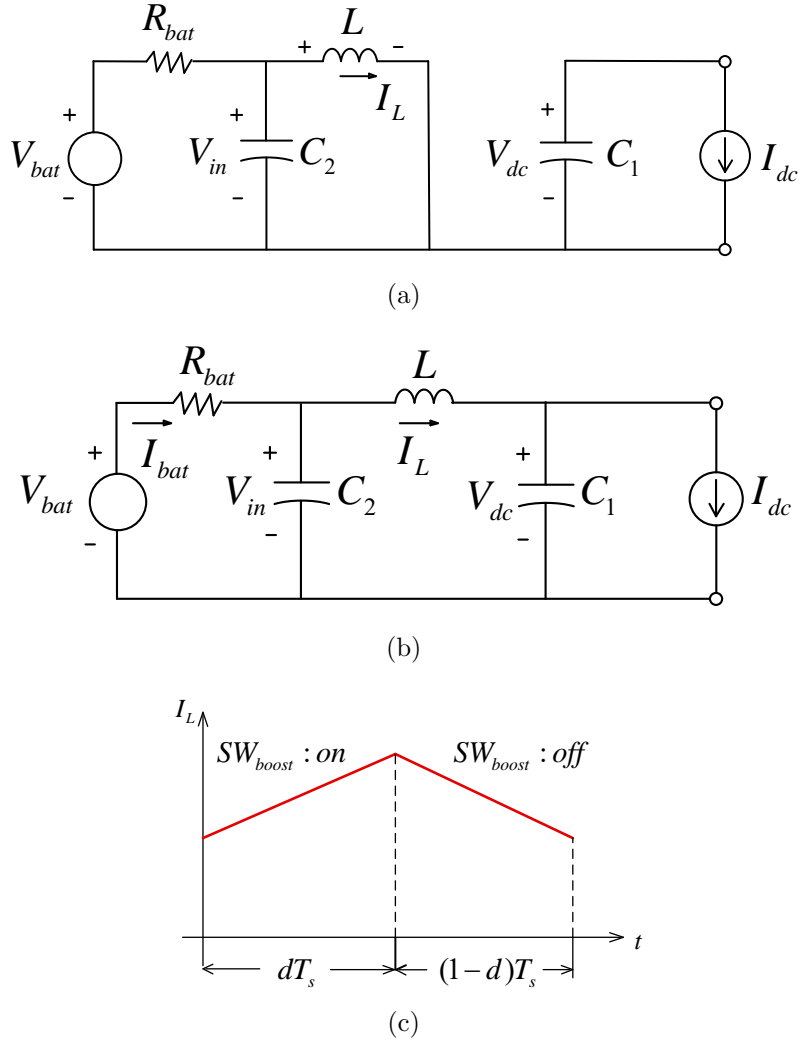 R_bat
+ L -
I_L
+ + +
V_bat V_in C_2 V_dc C_1 I_dc
- - -
(a)
R_bat L
I_bat I_L
+ + +
V_bat V_in C_2 V_dc C_1 I_dc
- - -
(b)
I_L
SW_boost : on SW_boost : off
t
dT_s (1-d)T_s
(c)